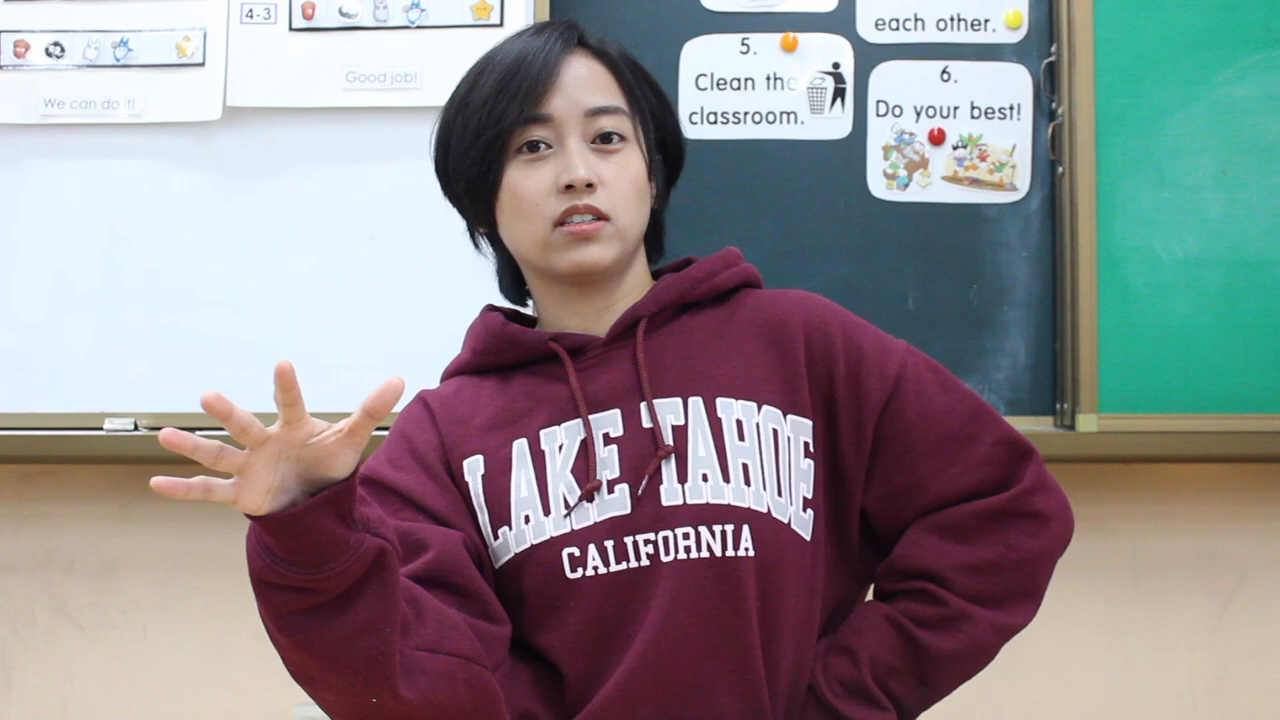 4-3
We can do it!
Good job!
each other.
5.
Clean the
classroom.
6.
Do your best!
LAKE TAHOE
CALIFORNIA